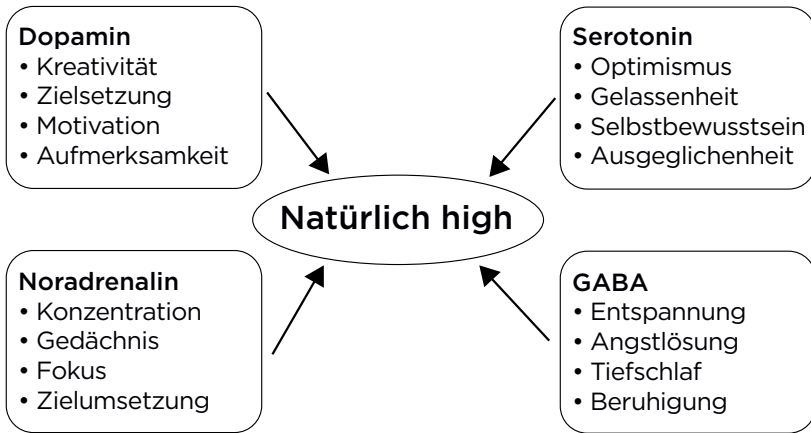 Dopamin
• Kreativität
• Zielsetzung
• Motivation
• Aufmerksamkeit
Serotonin
• Optimismus
• Gelassenheit
• Selbstbewusstsein
• Ausgeglichenheit
Natürlich high
Noradrenalin
• Konzentration
• Gedächnis
• Fokus
• Zielumsetzung
GABA
• Entspannung
• Angstlösung
• Tiefschlaf
• Beruhigung